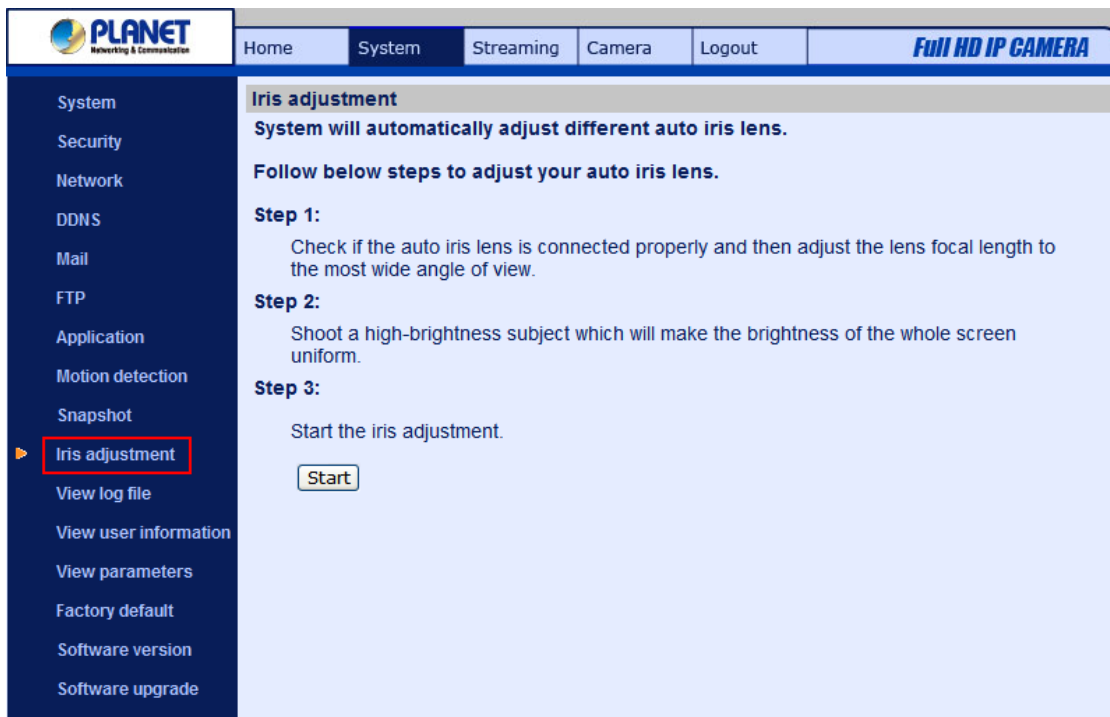 PLANET
Networking & Communication
Home System Streaming Camera Logout Full HD IP CAMERA
System
Security
Network
DDNS
Mail
FTP
Application
Motion detection
Snapshot
Iris adjustment
View log file
View user information
View parameters
Factory default
Software version
Software upgrade
Iris adjustment
System will automatically adjust different auto iris lens.
Follow below steps to adjust your auto iris lens.
Step 1:
Check if the auto iris lens is connected properly and then adjust the lens focal length to
the most wide angle of view.
Step 2:
Shoot a high-brightness subject which will make the brightness of the whole screen
uniform.
Step 3:
Start the iris adjustment.
Start